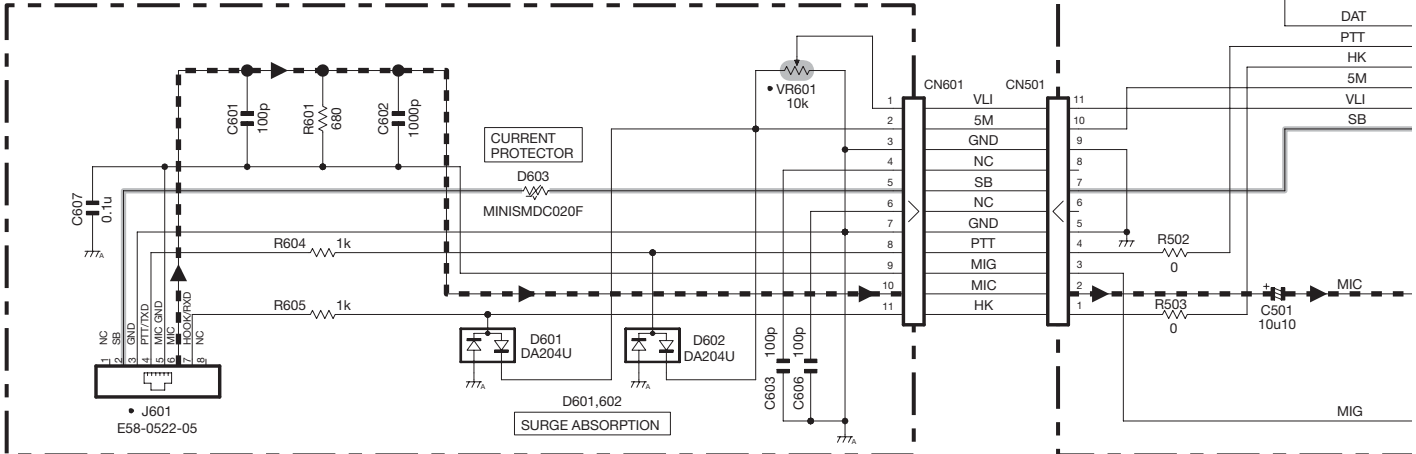 DAT
PTT
HK
5M
VLI
SB
CN601
CN501
VR601
10k
1 VLI 11
2 5M 10
3 GND 9
4 NC 8
5 SB 7
6 NC 6
7 GND 5
8 PTT 4
9 MIG 3
10 MIC 2
11 HK 1
C601
100p
R601
680
C602
1000p
CURRENT
PROTECTOR
D603
MINISMDC020F
C607
0.1u
A
R604 1k
R605 1k
R502
0
R503
0
+
C501
10u10
MIC
NC
SB
GND
PTT/TXD
MIC GND
MIC
HOOK/RXD
NC
1 2 3 4 5 6 7 8
J601
E58-0522-05
D601
DA204U
A
D602
DA204U
A
C603
100p
C606
100p
A
D601,602
SURGE ABSORPTION
MIG